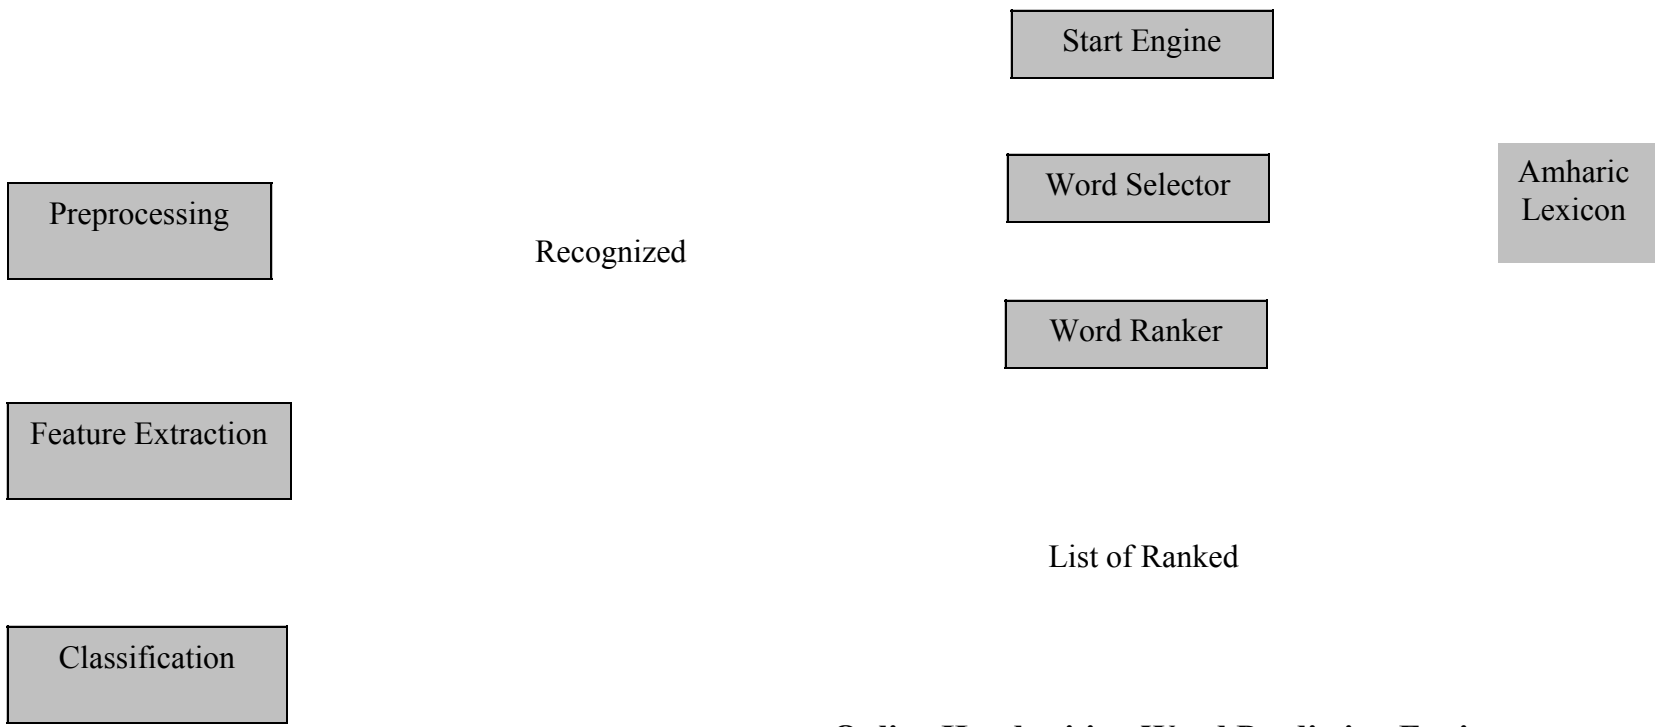 Start Engine
Word Selector
Amharic
Lexicon
Preprocessing
Recognized
Word Ranker
Feature Extraction
List of Ranked
Classification